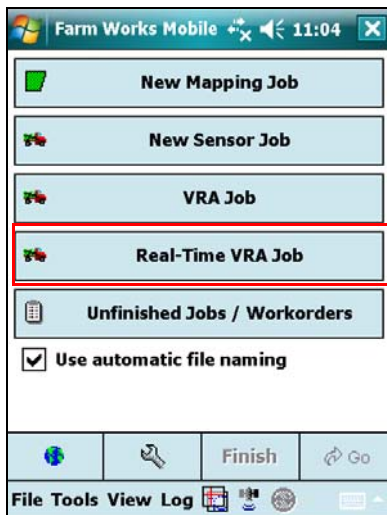 Farm Works Mobile 11:04
New Mapping Job
New Sensor Job
VRA Job
Real-Time VRA Job
Unfinished Jobs / Workorders
Use automatic file naming
Finish Go
File Tools View Log